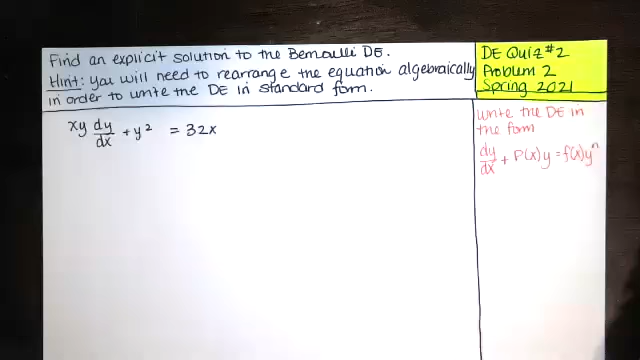 Find an explicit solution to the Bernoulli DE.
Hint: you will need to rearrange the equation algebraically
in order to write the DE in standard form.
xy dy/dx + y² = 32x
DE Quiz #2
Problem 2
Spring 2021
write the DE in
the form
dy/dx + P(x)y = f(x)yⁿ